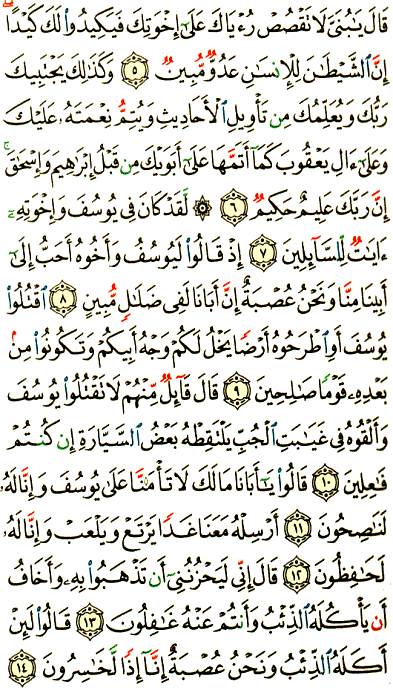 قَالَ يَـٰبُنَىَّ لَا تَقْصُصْ رُءْيَاكَ عَلَىٰٓ إِخْوَتِكَ فَيَكِيدُوا۟ لَكَ كَيْدًا
إِنَّ ٱلشَّيْطَـٰنَ لِلْإِنسَـٰنِ عَدُوٌّ مُّبِينٌ ٥ وَكَذَٰلِكَ يَجْتَبِيكَ
رَبُّكَ وَيُعَلِّمُكَ مِن تَأْوِيلِ ٱلْأَحَادِيثِ وَيُتِمُّ نِعْمَتَهُۥ عَلَيْكَ
وَعَلَىٰٓ ءَالِ يَعْقُوبَ كَمَآ أَتَمَّهَا عَلَىٰٓ أَبَوَيْكَ مِن قَبْلُ إِبْرَٰهِيمَ وَإِسْحَـٰقَ ۚ
إِنَّ رَبَّكَ عَلِيمٌ حَكِيمٌ ٦ ۞ لَّقَدْ كَانَ فِى يُوسُفَ وَإِخْوَتِهِۦٓ
ءَايَـٰتٌ لِّلسَّآئِلِينَ ٧ إِذْ قَالُوا۟ لَيُوسُفُ وَأَخُوهُ أَحَبُّ إِلَىٰٓ
أَبِينَا مِنَّا وَنَحْنُ عُصْبَةٌ إِنَّ أَبَانَا لَفِى ضَلَـٰلٍ مُّبِينٍ ٨ ٱقْتُلُوا۟
يُوسُفَ أَوِ ٱطْرَحُوهُ أَرْضًا يَخْلُ لَكُمْ وَجْهُ أَبِيكُمْ وَتَكُونُوا۟ مِنۢ
بَعْدِهِۦ قَوْمًا صَـٰلِحِينَ ٩ قَالَ قَآئِلٌ مِّنْهُمْ لَا تَقْتُلُوا۟ يُوسُفَ
وَأَلْقُوهُ فِى غَيَـٰبَتِ ٱلْجُبِّ يَلْتَقِطْهُ بَعْضُ ٱلسَّيَّارَةِ إِن كُنتُمْ
فَـٰعِلِينَ ١٠ قَالُوا۟ يَـٰٓأَبَانَا مَا لَكَ لَا تَأْمَ۫نَّا عَلَىٰ يُوسُفَ وَإِنَّا لَهُۥ
لَنَـٰصِحُونَ ١١ أَرْسِلْهُ مَعَنَا غَدًا يَرْتَعْ وَيَلْعَبْ وَإِنَّا لَهُۥ
لَحَـٰفِظُونَ ١٢ قَالَ إِنِّى لَيَحْزُنُنِىٓ أَن تَذْهَبُوا۟ بِهِۦ وَأَخَافُ
أَن يَأْكُلَهُ ٱلذِّئْبُ وَأَنتُمْ عَنْهُ غَـٰفِلُونَ ١٣ قَالُوا۟ لَئِنْ
أَكَلَهُ ٱلذِّئْبُ وَنَحْنُ عُصْبَةٌ إِنَّآ إِذًا لَّخَـٰسِرُونَ ١٤